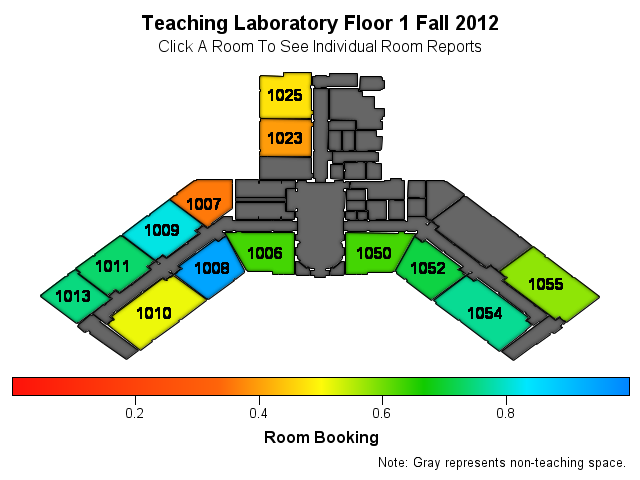 Teaching Laboratory Floor 1 Fall 2012
Click A Room To See Individual Room Reports
1025
1023
1007
1009
1011
1013
1006
1008
1010
1050
1052
1054
1055
0.2 0.4 0.6 0.8
Room Booking
Note: Gray represents non-teaching space.